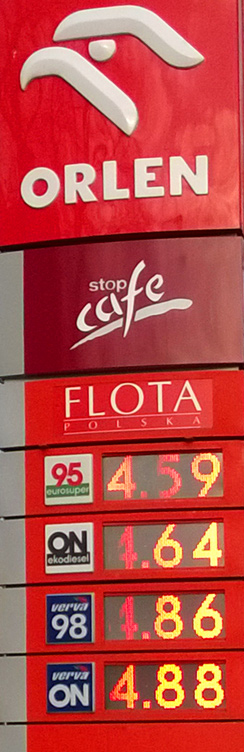 ORLEN
stop
cafe
FLOTA
POLSKA
95 4.59
eurosuper
ON 4.64
ekodiesel
verva 4.86
98
verva 4.88
ON